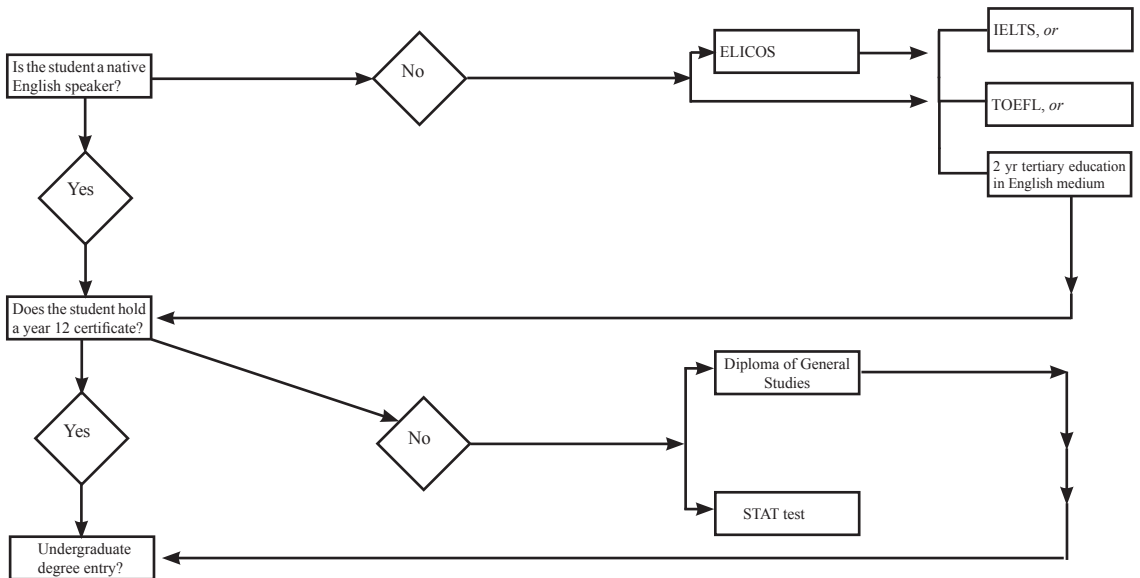 Is the student a native
English speaker?
No
ELICOS
IELTS, or
TOEFL, or
2 yr tertiary education
in English medium
Yes
Does the student hold
a year 12 certificate?
Diploma of General
Studies
Yes
No
STAT test
Undergraduate
degree entry?